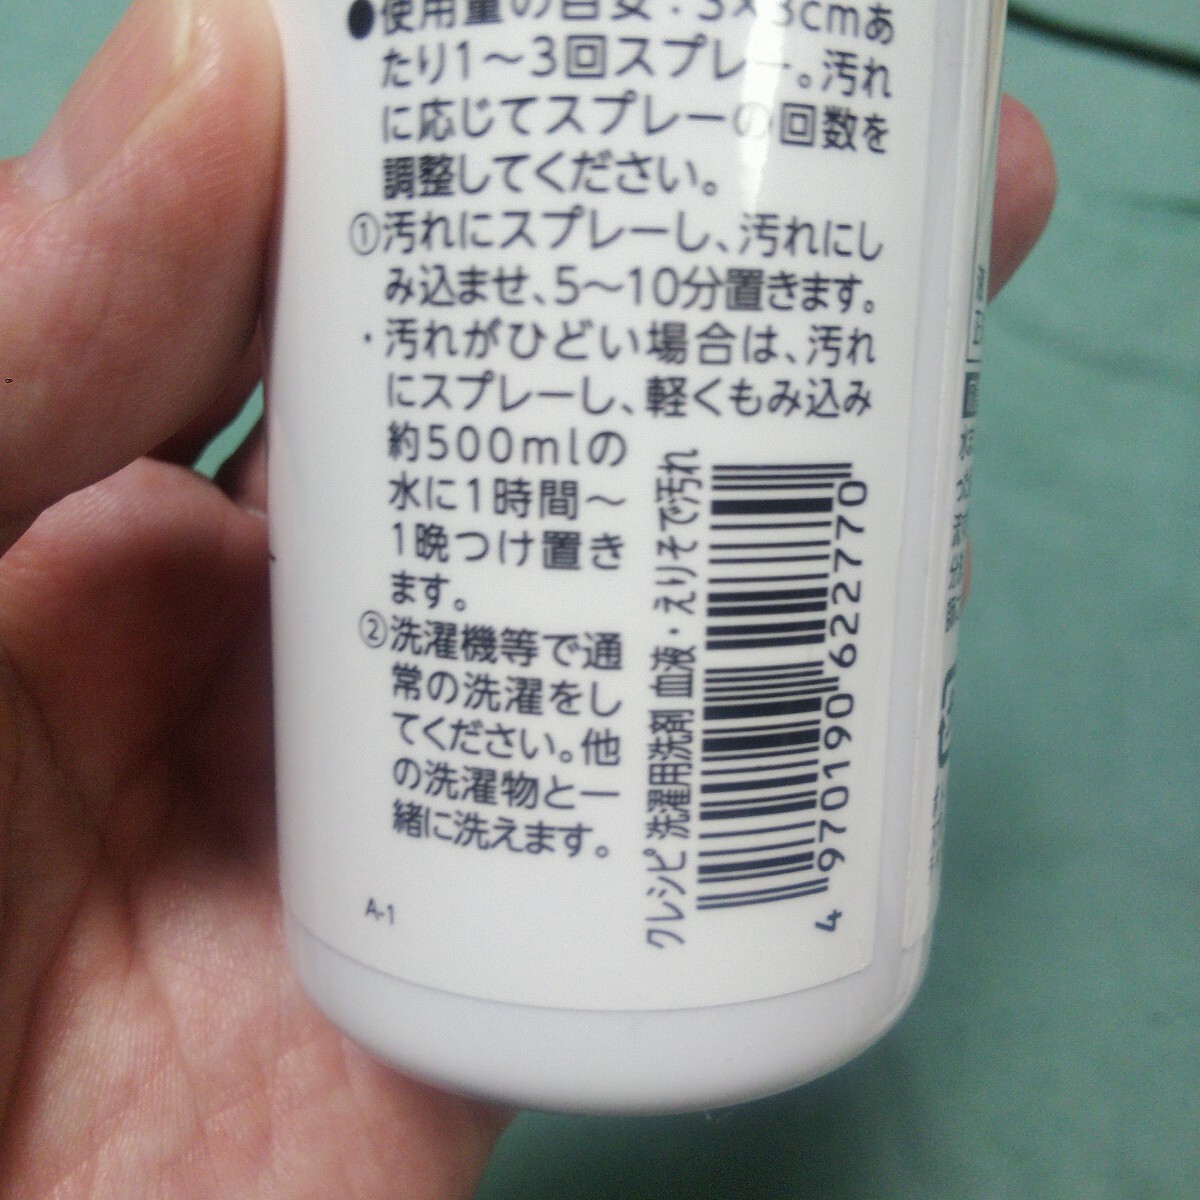 ●使用量の目安：3×3cmあ
たり1～3回スプレー。汚れ
に応じてスプレーの回数を
調整してください。
①汚れにスプレーし、汚れにし
み込ませ、5～10分置きます。
・汚れがひどい場合は、汚れ
にスプレーし、軽くもみ込み
約500mlの
水に1時間～
1晩つけ置き
ます。
②洗濯機等で通
常の洗濯をし
てください。他
の洗濯物と一
緒に洗えます。
A-1
クレシピ 洗濯用洗剤 血液・えりそで汚れ
4 970190 622770